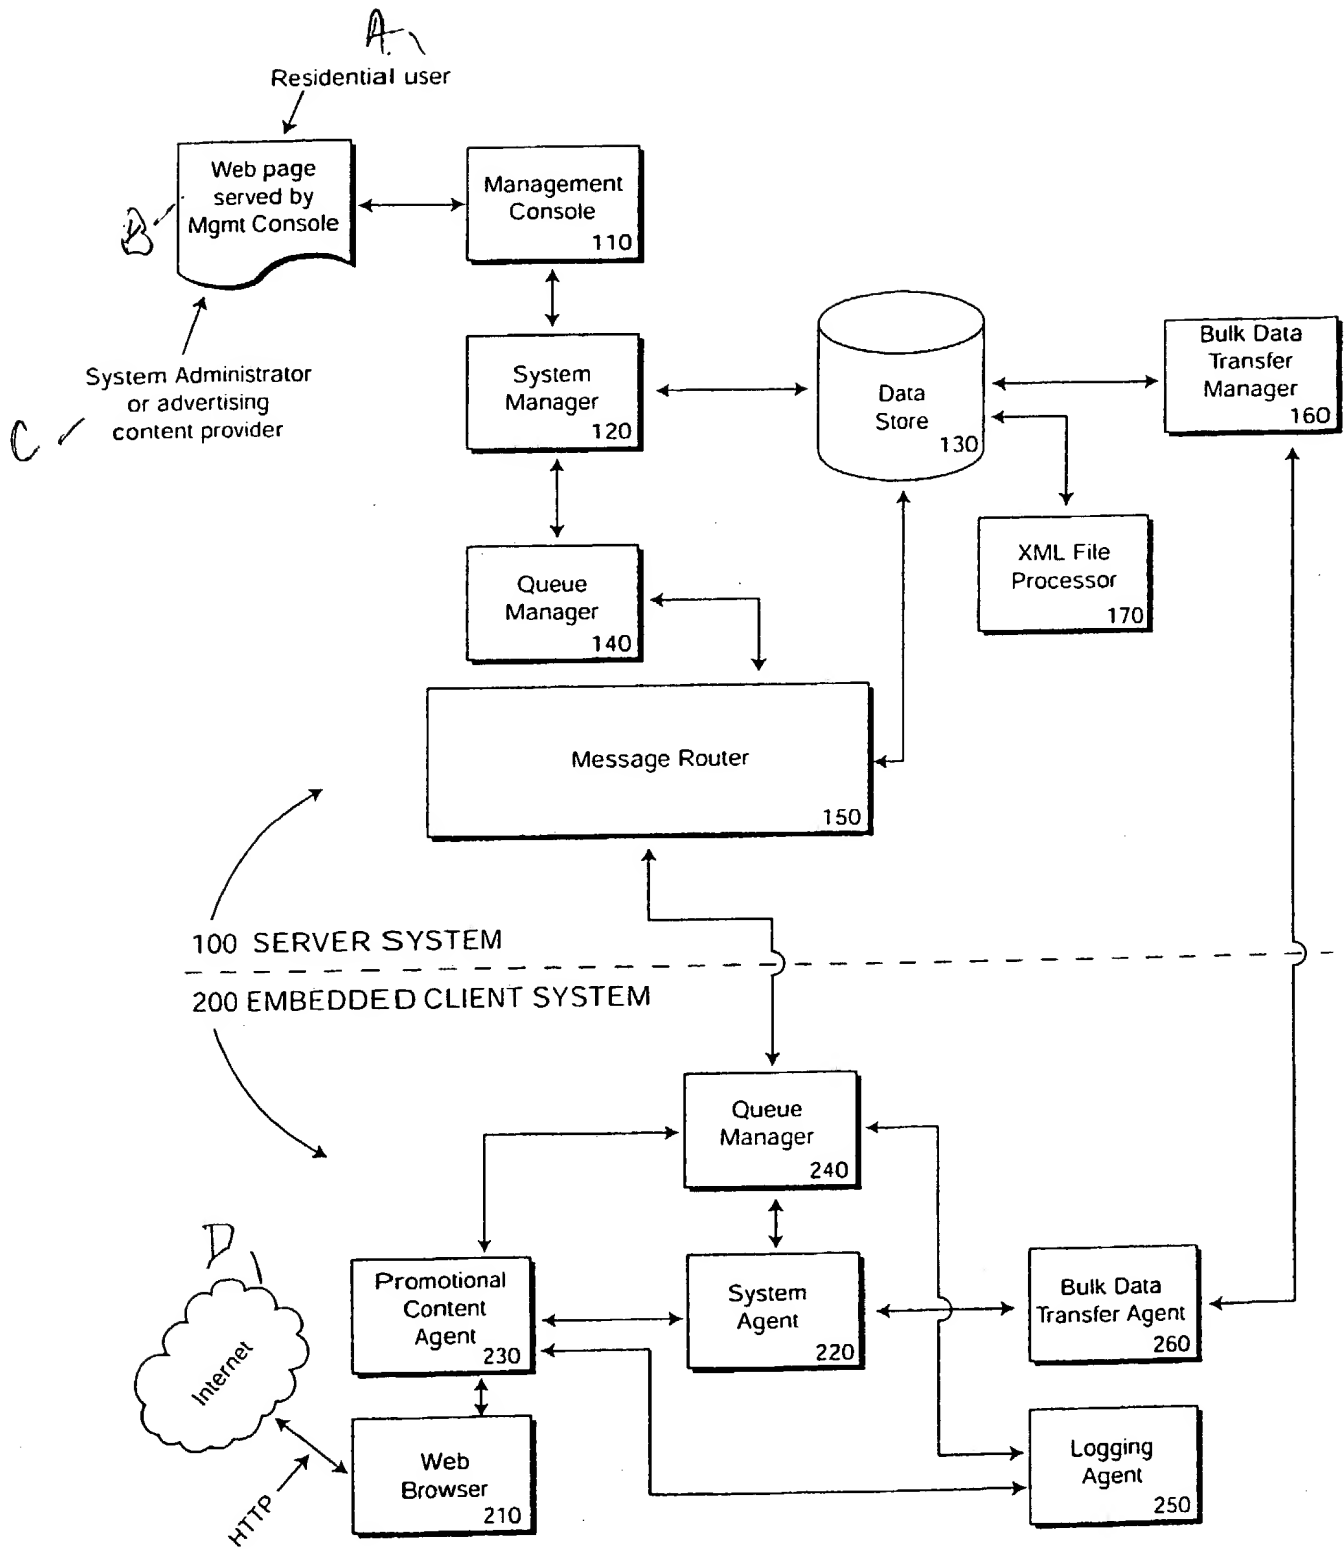 A.
Residential user
Web page
served by
Mgmt Console
B
Management
Console
110
System Administrator
or advertising
content provider
C
System
Manager
120
Data
Store
130
Bulk Data
Transfer
Manager
160
Queue
Manager
140
XML File
Processor
170
Message Router
150
100 SERVER SYSTEM
200 EMBEDDED CLIENT SYSTEM
Queue
Manager
240
D
Internet
HTTP
Promotional
Content
Agent
230
System
Agent
220
Bulk Data
Transfer Agent
260
Web
Browser
210
Logging
Agent
250